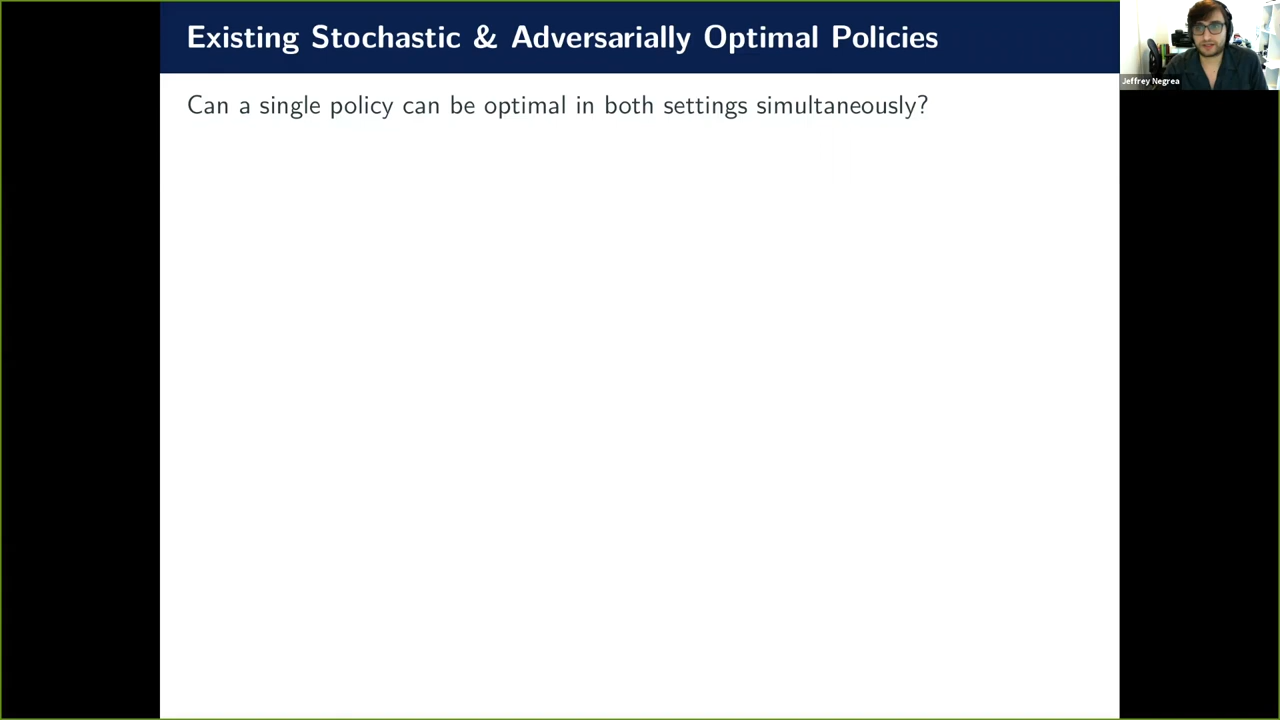 Existing Stochastic & Adversarially Optimal Policies
Jeffrey Negrea
Can a single policy can be optimal in both settings simultaneously?